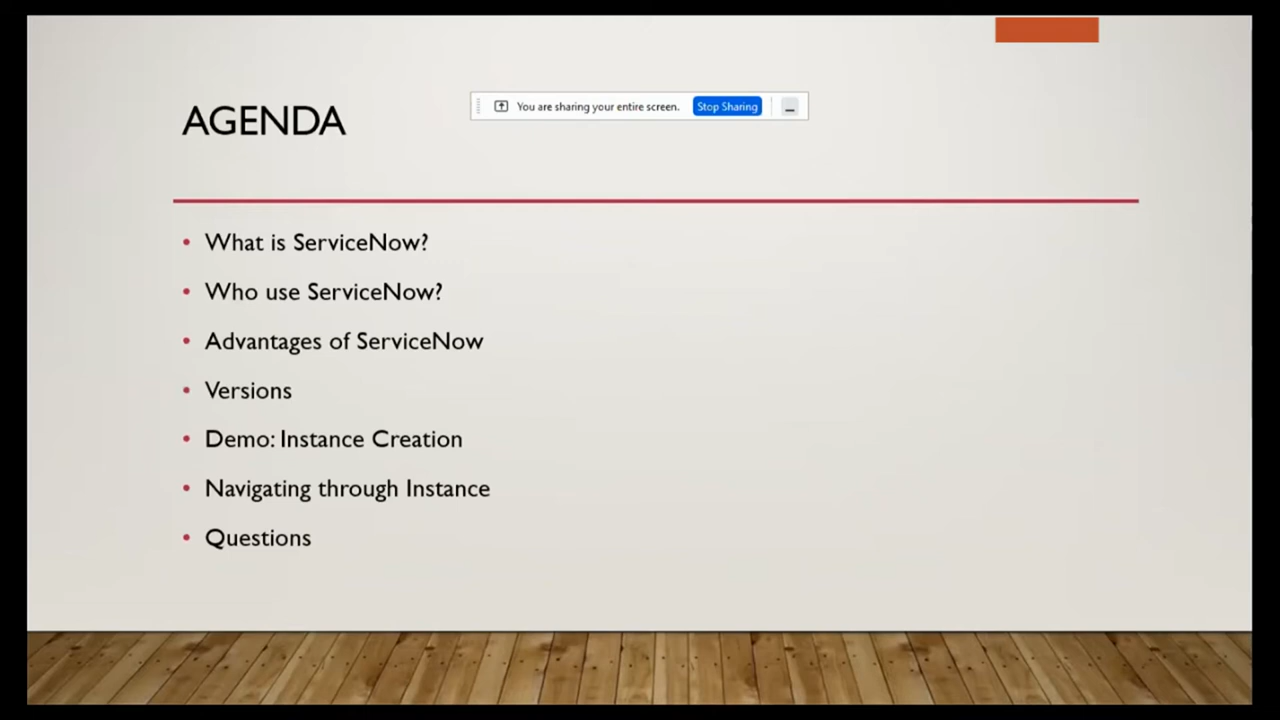 AGENDA
You are sharing your entire screen.
Stop Sharing
• What is ServiceNow?
• Who use ServiceNow?
• Advantages of ServiceNow
• Versions
• Demo: Instance Creation
• Navigating through Instance
• Questions